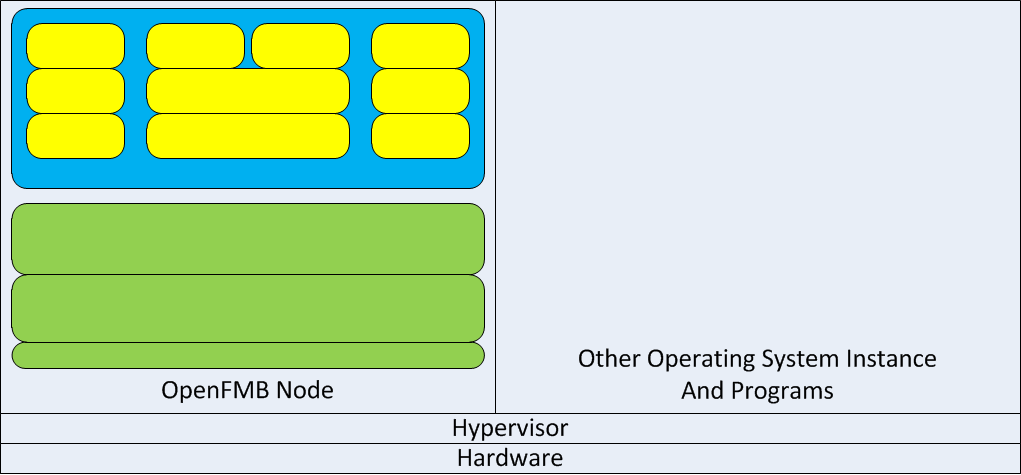 OpenFMB Node
Other Operating System Instance
And Programs
Hypervisor
Hardware